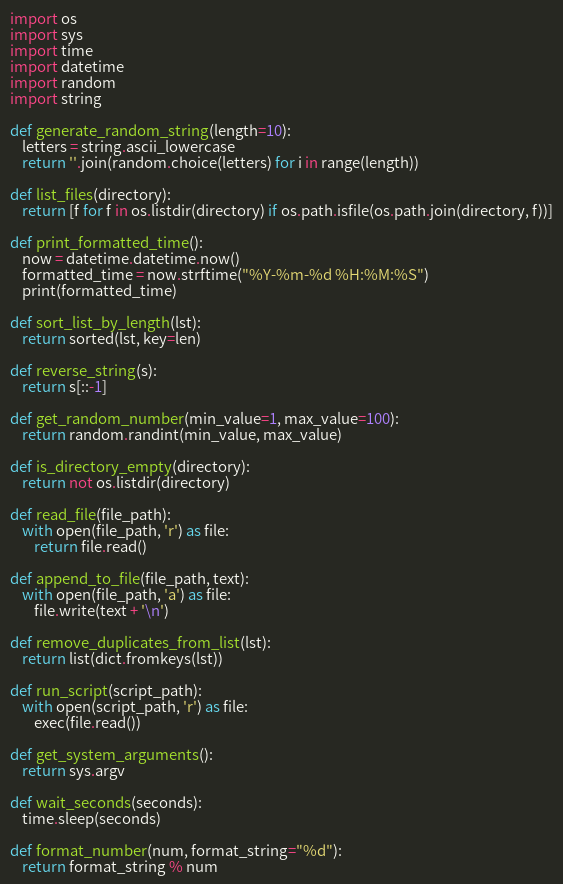 import os
import sys
import time
import datetime
import random
import string

def generate_random_string(length=10):
    letters = string.ascii_lowercase
    return ''.join(random.choice(letters) for i in range(length))

def list_files(directory):
    return [f for f in os.listdir(directory) if os.path.isfile(os.path.join(directory, f))]

def print_formatted_time():
    now = datetime.datetime.now()
    formatted_time = now.strftime("%Y-%m-%d %H:%M:%S")
    print(formatted_time)

def sort_list_by_length(lst):
    return sorted(lst, key=len)

def reverse_string(s):
    return s[::-1]

def get_random_number(min_value=1, max_value=100):
    return random.randint(min_value, max_value)

def is_directory_empty(directory):
    return not os.listdir(directory)

def read_file(file_path):
    with open(file_path, 'r') as file:
        return file.read()

def append_to_file(file_path, text):
    with open(file_path, 'a') as file:
        file.write(text + '\n')

def remove_duplicates_from_list(lst):
    return list(dict.fromkeys(lst))

def run_script(script_path):
    with open(script_path, 'r') as file:
        exec(file.read())

def get_system_arguments():
    return sys.argv

def wait_seconds(seconds):
    time.sleep(seconds)

def format_number(num, format_string="%d"):
    return format_string % num